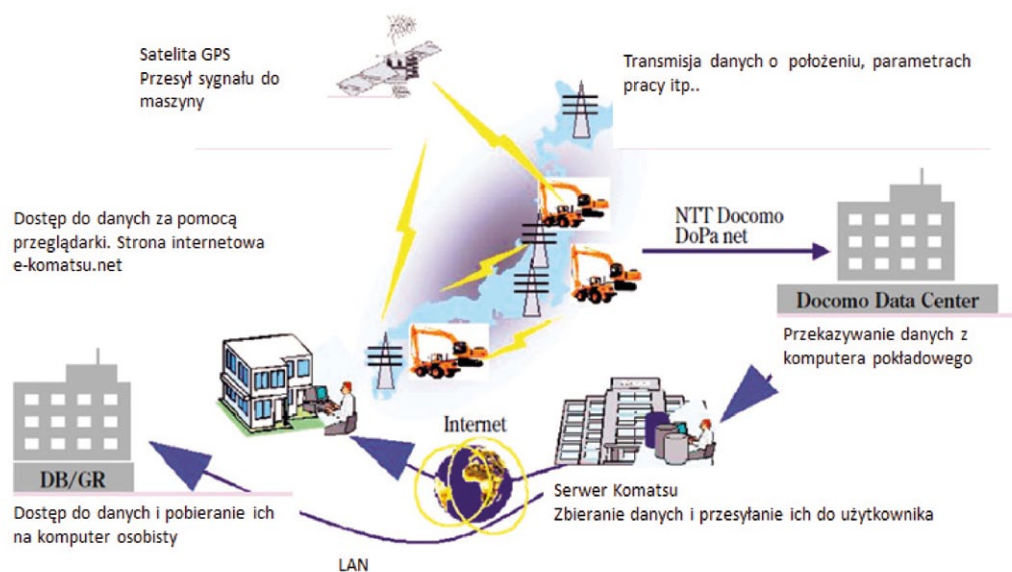 Satelita GPS
Przesył sygnału do
maszyny
Transmisja danych o położeniu, parametrach
pracy itp..
Dostęp do danych za pomocą
przeglądarki. Strona internetowa
e-komatsu.net
NTT Docomo
DoPa net
Docomo Data Center
Przekazywanie danych z
komputera pokładowego
Internet
DB/GR
Dostęp do danych i pobieranie ich
na komputer osobisty
Serwer Komatsu
Zbieranie danych i przesyłanie ich do użytkownika
LAN